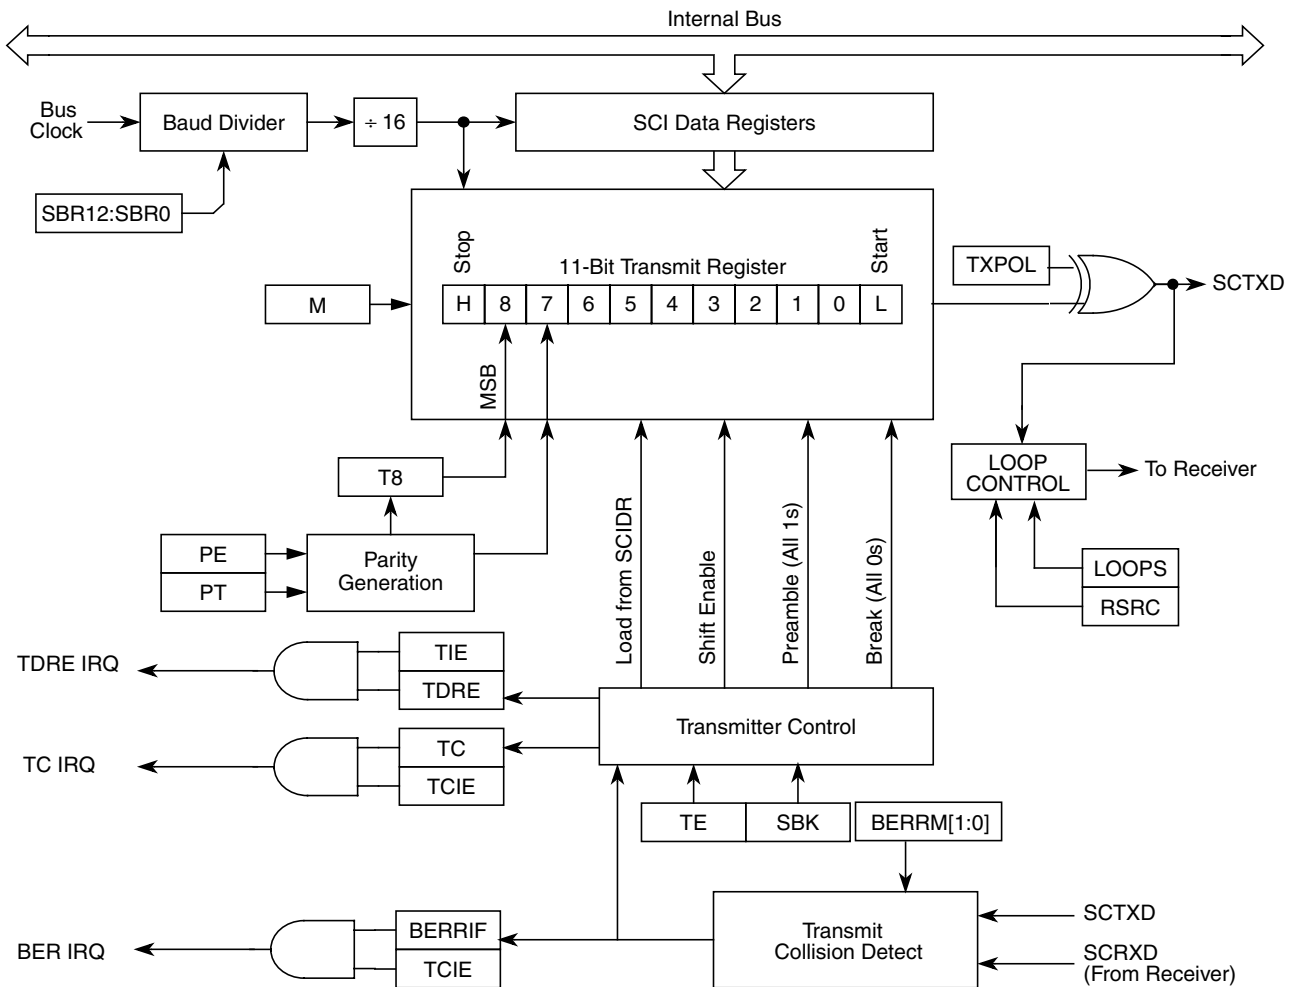 Internal Bus
Bus
Clock
Baud Divider
÷ 16
SCI Data Registers
SBR12:SBR0
Stop
11-Bit Transmit Register
Start
TXPOL
SCTXD
M
H 8 7 6 5 4 3 2 1 0 L
MSB
T8
LOOP
CONTROL
To Receiver
PE
PT
Parity
Generation
Load from SCIDR
Shift Enable
Preamble (All 1s)
Break (All 0s)
LOOPS
RSRC
TDRE IRQ
TIE
TDRE
Transmitter Control
TC IRQ
TC
TCIE
TE
SBK
BERRM[1:0]
BER IRQ
BERRIF
TCIE
Transmit
Collision Detect
SCTXD
SCRXD
(From Receiver)